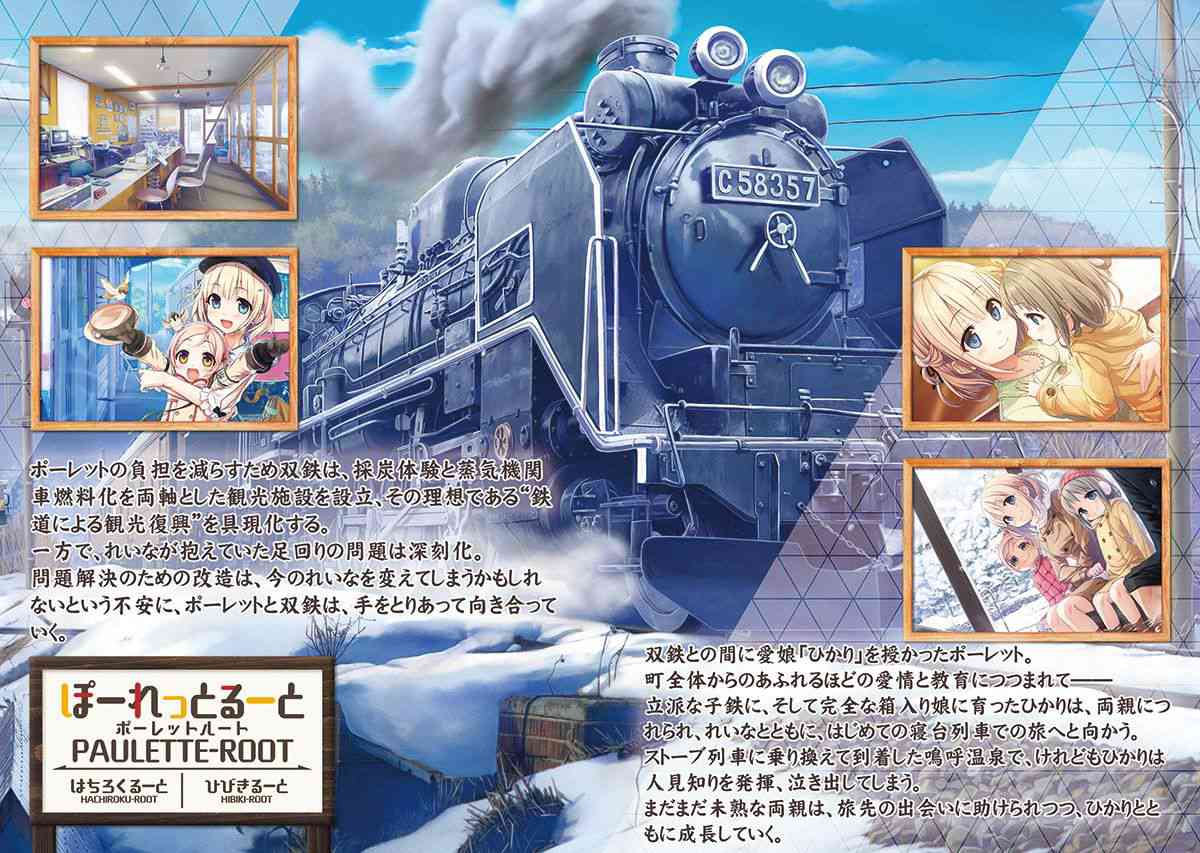 C58357
ポーレットの負担を減らすため双鉄は、採炭体験と蒸気機関
車燃料化を両軸とした観光施設を設立、その理想である“鉄
道による観光復興”を具現化する。
一方で、れいなが抱えていた足回りの問題は深刻化。
問題解決のための改造は、今のれいなを変えてしまうかもしれ
ないという不安に、ポーレットと双鉄は、手をとりあって向き合って
いく。
ぽーれっとるーと
ポーレットルート
PAULETTE-ROOT
はちろくるーと
HACHIROKU-ROOT
ひびきるーと
HIBIKI-ROOT
双鉄との間に愛娘「ひかり」を授かったポーレット。
町全体からのあふれるほどの愛情と教育につつまれて――
立派な子鉄に、そして完全な箱入り娘に育ったひかりは、両親につ
れられ、れいなとともに、はじめての寝台列車での旅へと向かう。
ストーブ列車に乗り換えて到着した嗚呼温泉で、けれどもひかりは
人見知りを発揮、泣き出してしまう。
まだまだ未熟な両親は、旅先の出会いに助けられつつ、ひかりとと
もに成長していく。